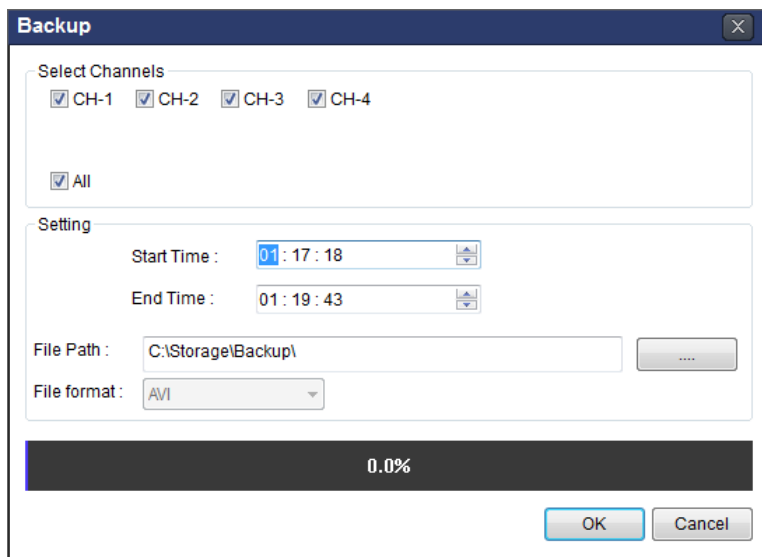 Backup
Select Channels
CH-1 CH-2 CH-3 CH-4
All
Setting
Start Time : 01 : 17 : 18
End Time : 01 : 19 : 43
File Path : C:\Storage\Backup\ ....
File format : AVI
0.0%
OK Cancel